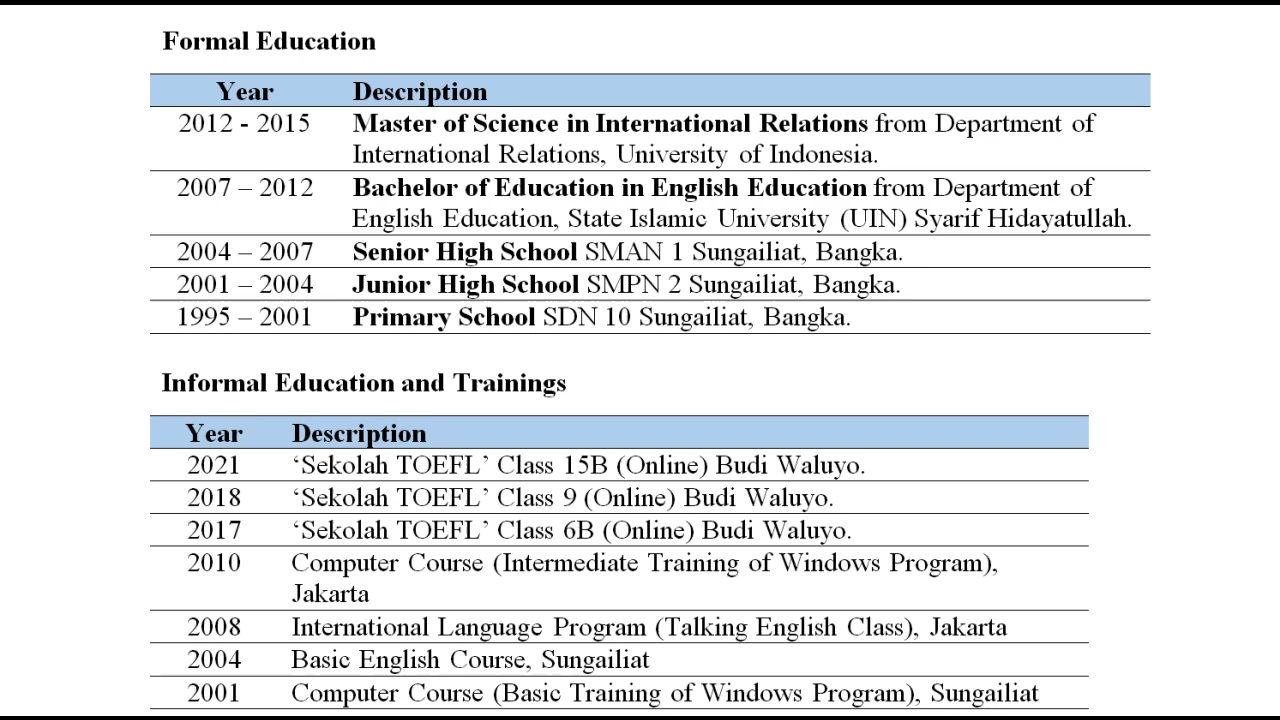 Formal Education
Year Description
2012 - 2015 Master of Science in International Relations from Department of
International Relations, University of Indonesia.
2007 – 2012 Bachelor of Education in English Education from Department of
English Education, State Islamic University (UIN) Syarif Hidayatullah.
2004 – 2007 Senior High School SMAN 1 Sungailiat, Bangka.
2001 – 2004 Junior High School SMPN 2 Sungailiat, Bangka.
1995 – 2001 Primary School SDN 10 Sungailiat, Bangka.
Informal Education and Trainings
Year Description
2021 ‘Sekolah TOEFL’ Class 15B (Online) Budi Waluyo.
2018 ‘Sekolah TOEFL’ Class 9 (Online) Budi Waluyo.
2017 ‘Sekolah TOEFL’ Class 6B (Online) Budi Waluyo.
2010 Computer Course (Intermediate Training of Windows Program),
Jakarta
2008 International Language Program (Talking English Class), Jakarta
2004 Basic English Course, Sungailiat
2001 Computer Course (Basic Training of Windows Program), Sungailiat